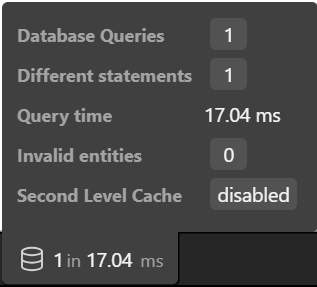 Database Queries 1
Different statements 1
Query time 17.04 ms
Invalid entities 0
Second Level Cache disabled
1 in 17.04 ms